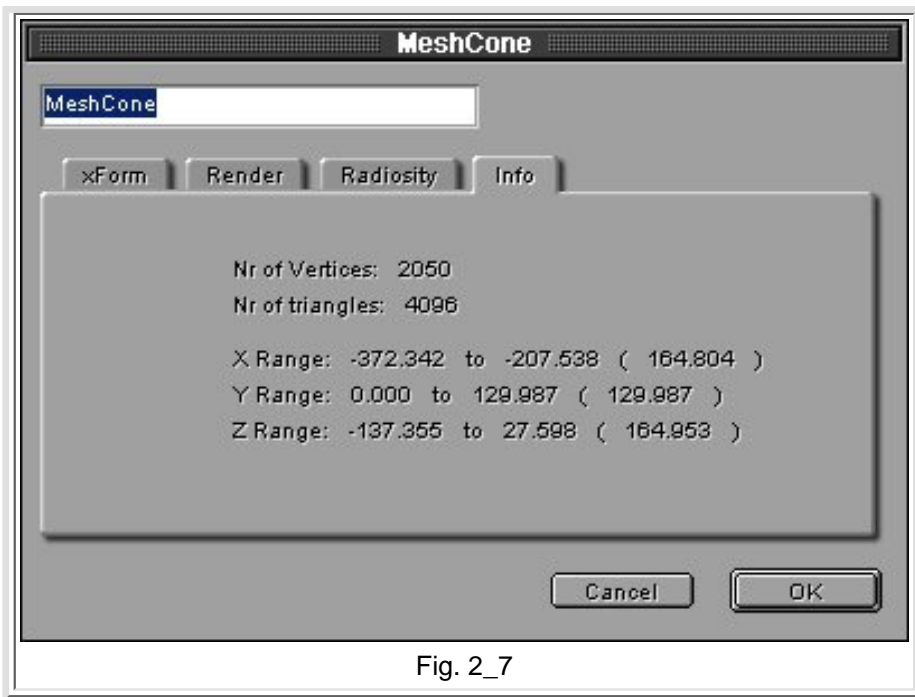 MeshCone
MeshCone
xForm Render Radiosity Info
Nr of Vertices: 2050
Nr of triangles: 4096
X Range: -372.342 to -207.538 ( 164.804 )
Y Range: 0.000 to 129.987 ( 129.987 )
Z Range: -137.355 to 27.598 ( 164.953 )
Cancel OK
Fig. 2_7